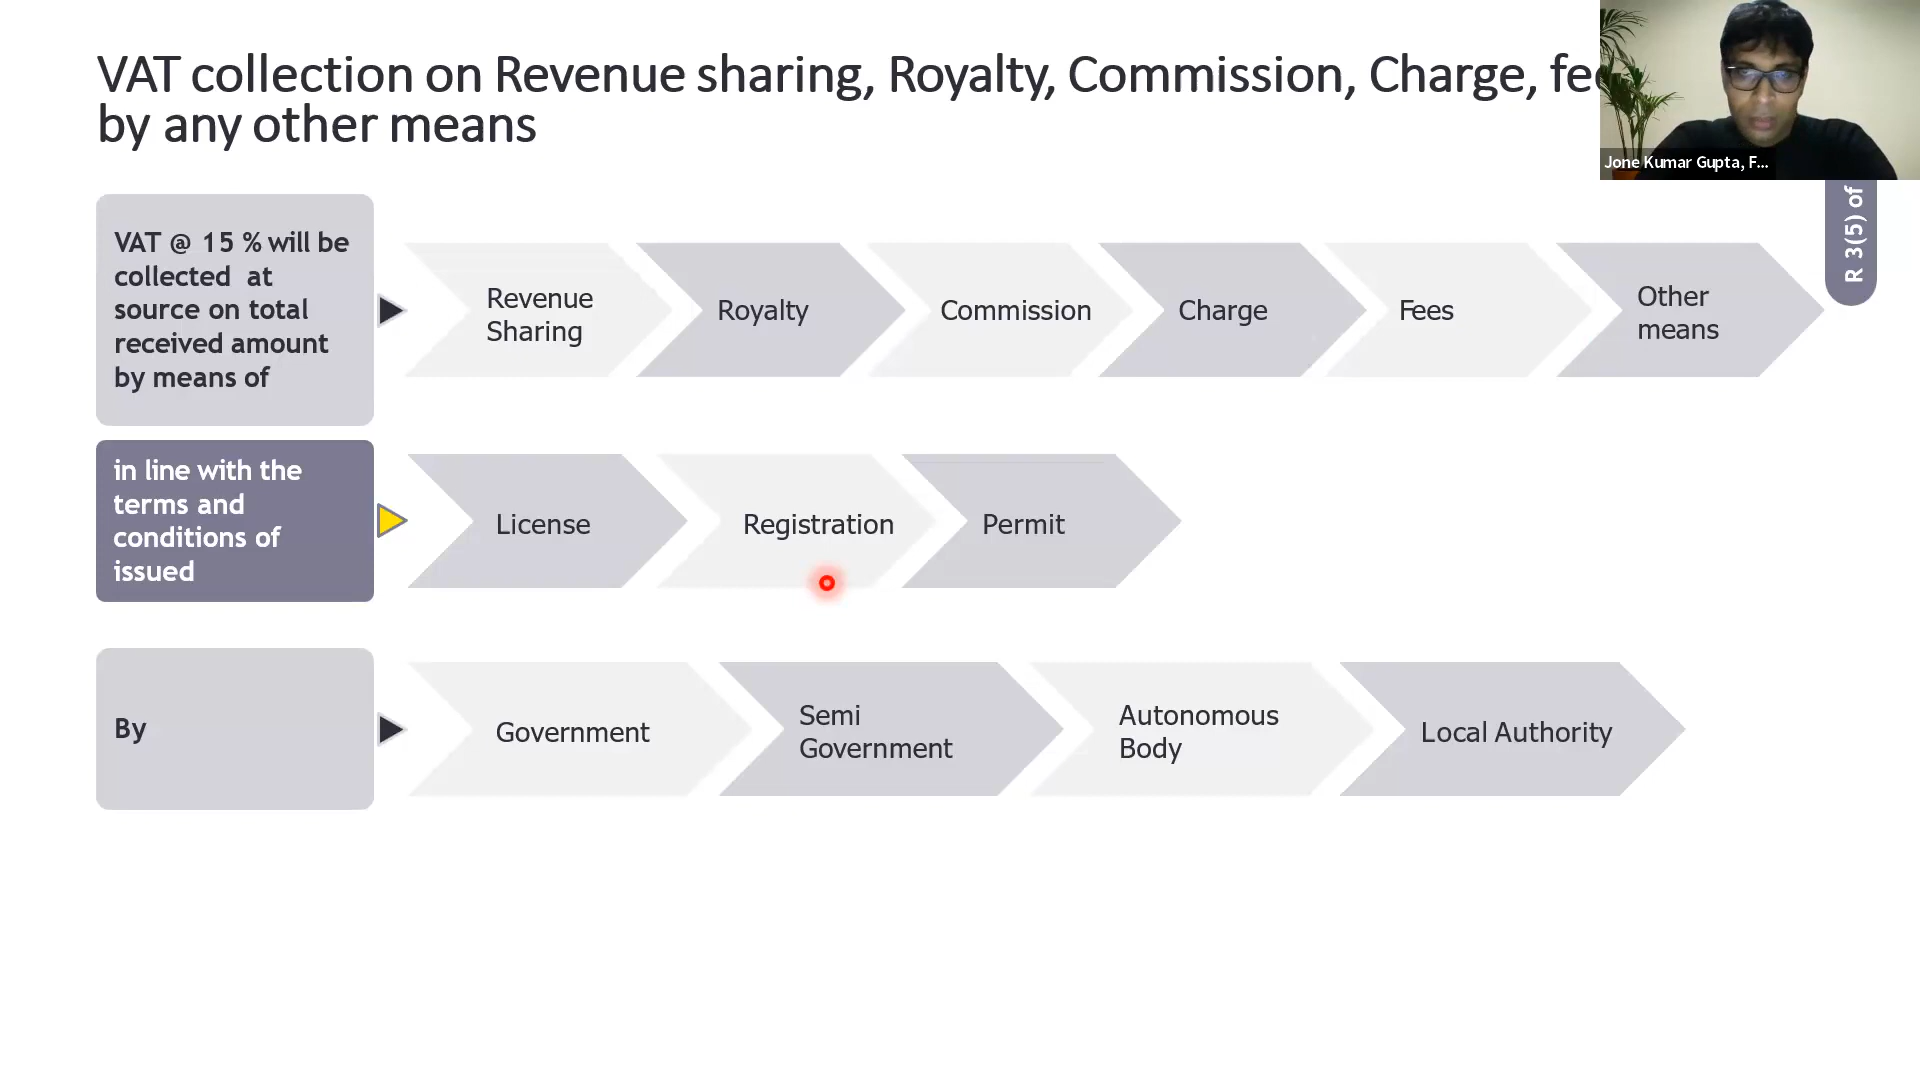 VAT collection on Revenue sharing, Royalty, Commission, Charge,
by any other means
Jone Kumar Gupta, F...
R 3(5) of
VAT @ 15 % will be
collected at
source on total
received amount
by means of
Revenue
Sharing
Royalty
Commission
Charge
Fees
Other
means
in line with the
terms and
conditions of
issued
License
Registration
Permit
By
Government
Semi
Government
Autonomous
Body
Local Authority